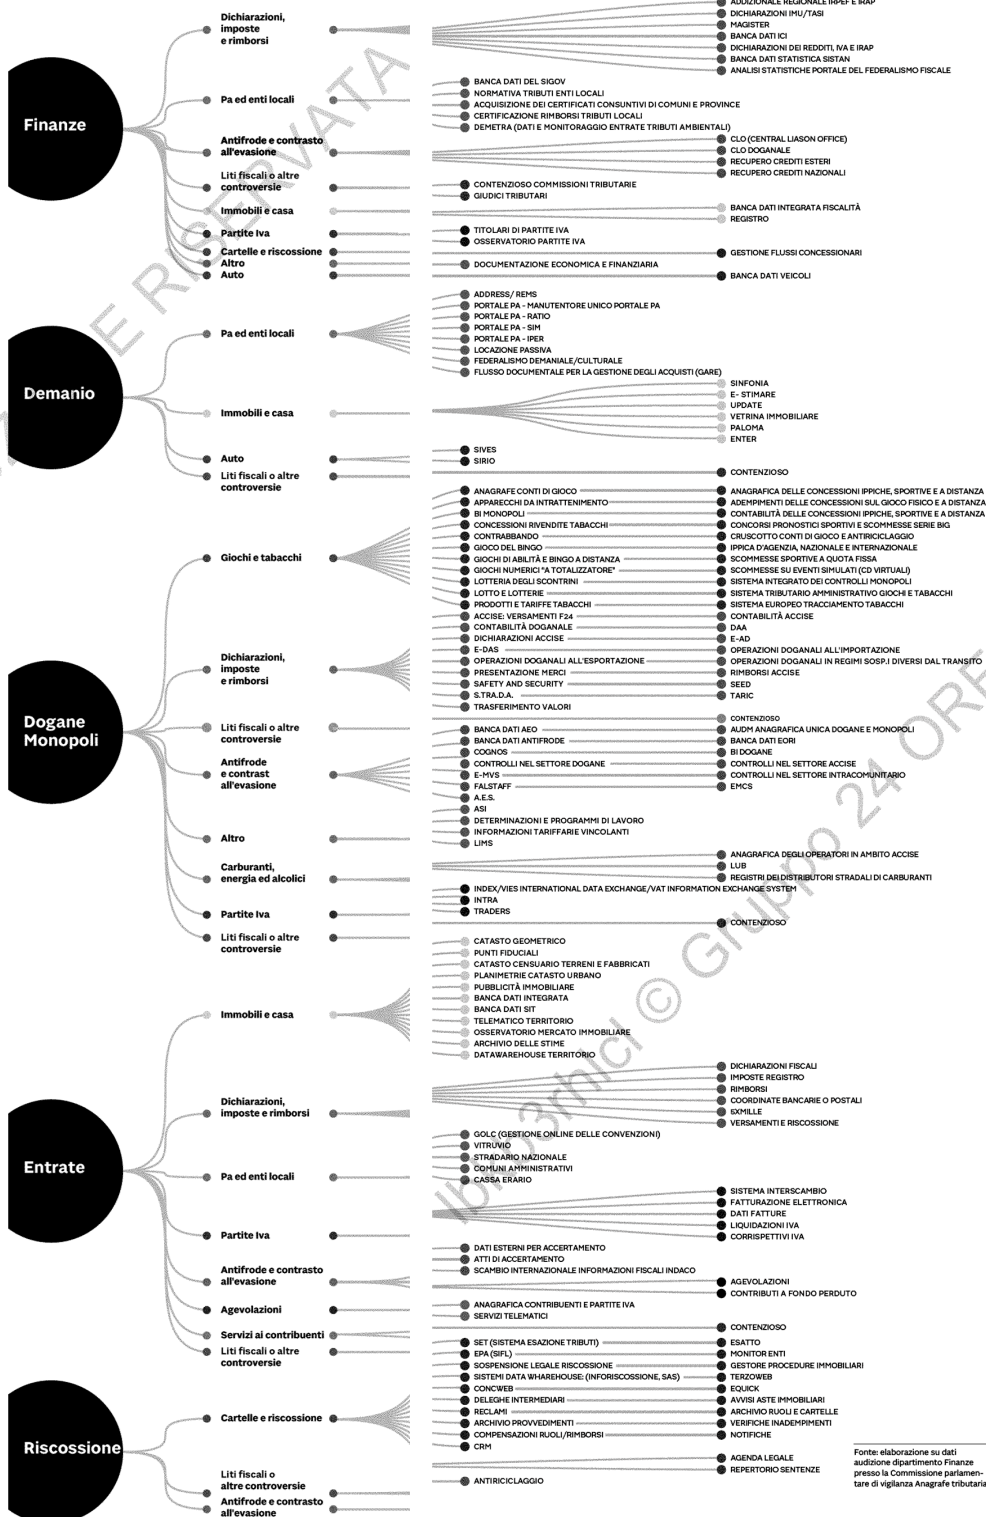 ADDIZIONALE REGIONALE IRPEF E IRAP
Dichiarazioni,
imposte
e rimborsi
DICHIARAZIONI IMU/TASI
MAGISTER
BANCA DATI ICI
DICHIARAZIONI DEI REDDITI, IVA E IRAP
BANCA DATI STATISTICA SISTAN
ANALISI STATISTICHE PORTALE DEL FEDERALISMO FISCALE
Finanze
Pa ed enti locali
BANCA DATI DEL SIGOV
NORMATIVA TRIBUTI ENTI LOCALI
ACQUISIZIONE DEI CERTIFICATI CONSUNTIVI DI COMUNI E PROVINCE
CERTIFICAZIONE RIMBORSI TRIBUTI LOCALI
DEMETRA (DATI E MONITORAGGIO ENTRATE TRIBUTI AMBIENTALI)
Antifrode e contrasto
all'evasione
CLO (CENTRAL LIASON OFFICE)
CLO DOGANALE
RECUPERO CREDITI ESTERI
RECUPERO CREDITI NAZIONALI
Liti fiscali o altre
controversie
CONTENZIOSO COMMISSIONI TRIBUTARIE
GIUDICI TRIBUTARI
Immobili e casa
BANCA DATI INTEGRATA FISCALITÀ
REGISTRO
Partite Iva
TITOLARI DI PARTITE IVA
OSSERVATORIO PARTITE IVA
Cartelle e riscossione
GESTIONE FLUSSI CONCESSIONARI
Altro
DOCUMENTAZIONE ECONOMICA E FINANZIARIA
Auto
BANCA DATI VEICOLI
Demanio
Pa ed enti locali
ADDRESS/ REMS
PORTALE PA - MANUTENTORE UNICO PORTALE PA
PORTALE PA - RATIO
PORTALE PA - SIM
PORTALE PA - IPER
LOCAZIONE PASSIVA
FEDERALISMO DEMANIALE/CULTURALE
FLUSSO DOCUMENTALE PER LA GESTIONE DEGLI ACQUISTI (GARE)
Immobili e casa
SINFONIA
E- STIMARE
UPDATE
VETRINA IMMOBILIARE
PALOMA
ENTER
Auto
SIVES
SIRIO
Liti fiscali o altre
controversie
CONTENZIOSO
Dogane
Monopoli
Giochi e tabacchi
ANAGRAFE CONTI DI GIOCO ANAGRAFICA DELLE CONCESSIONI IPPICHE, SPORTIVE E A DISTANZA
APPARECCHI DA INTRATTENIMENTO ADEMPIMENTI DELLE CONCESSIONI SUL GIOCO FISICO E A DISTANZA
BI MONOPOLI CONTABILITÀ DELLE CONCESSIONI IPPICHE, SPORTIVE E A DISTANZA
CONCESSIONI RIVENDITE TABACCHI CONCORSI PRONOSTICI SPORTIVI E SCOMMESSE SERIE BIG
CONTRABBANDO CRUSCOTTO CONTI DI GIOCO E ANTIRICICLAGGIO
GIOCO DEL BINGO IPPICA D'AGENZIA, NAZIONALE E INTERNAZIONALE
GIOCHI DI ABILITÀ E BINGO A DISTANZA SCOMMESSE SPORTIVE A QUOTA FISSA
GIOCHI NUMERICI "A TOTALIZZATORE" SCOMMESSE SU EVENTI SIMULATI (CD VIRTUALI)
LOTTERIA DEGLI SCONTRINI SISTEMA INTEGRATO DEI CONTROLLI MONOPOLI
LOTTO E LOTTERIE SISTEMA TRIBUTARIO AMMINISTRATIVO GIOCHI E TABACCHI
PRODOTTI E TARIFFE TABACCHI SISTEMA EUROPEO TRACCIAMENTO TABACCHI
Dichiarazioni,
imposte
e rimborsi
ACCISE: VERSAMENTI F24 CONTABILITÀ ACCISE
CONTABILITÀ DOGANALE DAA
DICHIARAZIONI ACCISE E-AD
E-DAS OPERAZIONI DOGANALI ALL'IMPORTAZIONE
OPERAZIONI DOGANALI ALL'ESPORTAZIONE OPERAZIONI DOGANALI IN REGIMI SOSP.I DIVERSI DAL TRANSITO
PRESENTAZIONE MERCI RIMBORSI ACCISE
SAFETY AND SECURITY SEED
S.TRA.D.A. TARIC
TRASFERIMENTO VALORI
Liti fiscali o altre
controversie
CONTENZIOSO
Antifrode
e contrast
all'evasione
BANCA DATI AEO AUDM ANAGRAFICA UNICA DOGANE E MONOPOLI
BANCA DATI ANTIFRODE BANCA DATI EORI
COGNOS BI DOGANE
CONTROLLI NEL SETTORE DOGANE CONTROLLI NEL SETTORE ACCISE
E-MVS CONTROLLI NEL SETTORE INTRACOMUNITARIO
FALSTAFF EMCS
A.E.S.
ASI
Altro
DETERMINAZIONI E PROGRAMMI DI LAVORO
INFORMAZIONI TARIFFARIE VINCOLANTI
LIMS
Carburanti,
energia ed alcolici
ANAGRAFICA DEGLI OPERATORI IN AMBITO ACCISE
LUB
REGISTRI DEI DISTRIBUTORI STRADALI DI CARBURANTI
Partite Iva
INDEX/VIES INTERNATIONAL DATA EXCHANGE/VAT INFORMATION EXCHANGE SYSTEM
INTRA
TRADERS
Liti fiscali o altre
controversie
CONTENZIOSO
Entrate
Immobili e casa
CATASTO GEOMETRICO
PUNTI FIDUCIALI
CATASTO CENSUARIO TERRENI E FABBRICATI
PLANIMETRIE CATASTO URBANO
PUBBLICITÀ IMMOBILIARE
BANCA DATI INTEGRATA
BANCA DATI SIT
TELEMATICO TERRITORIO
OSSERVATORIO MERCATO IMMOBILIARE
ARCHIVIO DELLE STIME
DATAWAREHOUSE TERRITORIO
Dichiarazioni,
imposte e rimborsi
DICHIARAZIONI FISCALI
IMPOSTE REGISTRO
RIMBORSI
COORDINATE BANCARIE O POSTALI
5XMILLE
VERSAMENTI E RISCOSSIONE
Pa ed enti locali
GOLC (GESTIONE ONLINE DELLE CONVENZIONI)
VITRUVIO
STRADARIO NAZIONALE
COMUNI AMMINISTRATIVI
CASSA ERARIO
Partite Iva
SISTEMA INTERSCAMBIO
FATTURAZIONE ELETTRONICA
DATI FATTURE
LIQUIDAZIONI IVA
CORRISPETTIVI IVA
Antifrode e contrasto
all'evasione
DATI ESTERNI PER ACCERTAMENTO
ATTI DI ACCERTAMENTO
SCAMBIO INTERNAZIONALE INFORMAZIONI FISCALI INDACO
Agevolazioni
AGEVOLAZIONI
CONTRIBUTI A FONDO PERDUTO
Servizi ai contribuenti
ANAGRAFICA CONTRIBUENTI E PARTITE IVA
SERVIZI TELEMATICI
Liti fiscali o altre
controversie
CONTENZIOSO
Riscossione
Cartelle e riscossione
SET (SISTEMA ESAZIONE TRIBUTI) ESATTO
EPA (SIFL) MONITOR ENTI
SOSPENSIONE LEGALE RISCOSSIONE GESTORE PROCEDURE IMMOBILIARI
SISTEMI DATA WHAREHOUSE: (INFORISCOSSIONE, SAS) TERZOWEB
CONCWEB EQUICK
DELEGHE INTERMEDIARI AVVISI ASTE IMMOBILIARI
RECLAMI ARCHIVIO RUOLI E CARTELLE
ARCHIVIO PROVVEDIMENTI VERIFICHE INADEMPIMENTI
COMPENSAZIONI RUOLI/RIMBORSI NOTIFICHE
CRM
Liti fiscali o
altre controversie
AGENDA LEGALE
REPERTORIO SENTENZE
Antifrode e contrasto
all'evasione
ANTIRICICLAGGIO
Fonte: elaborazione su dati
audizione dipartimento Finanze
presso la Commissione parlamen-
tare di vigilanza Anagrafe tributaria
E RISERVATA
© Gruppo 24 ORE